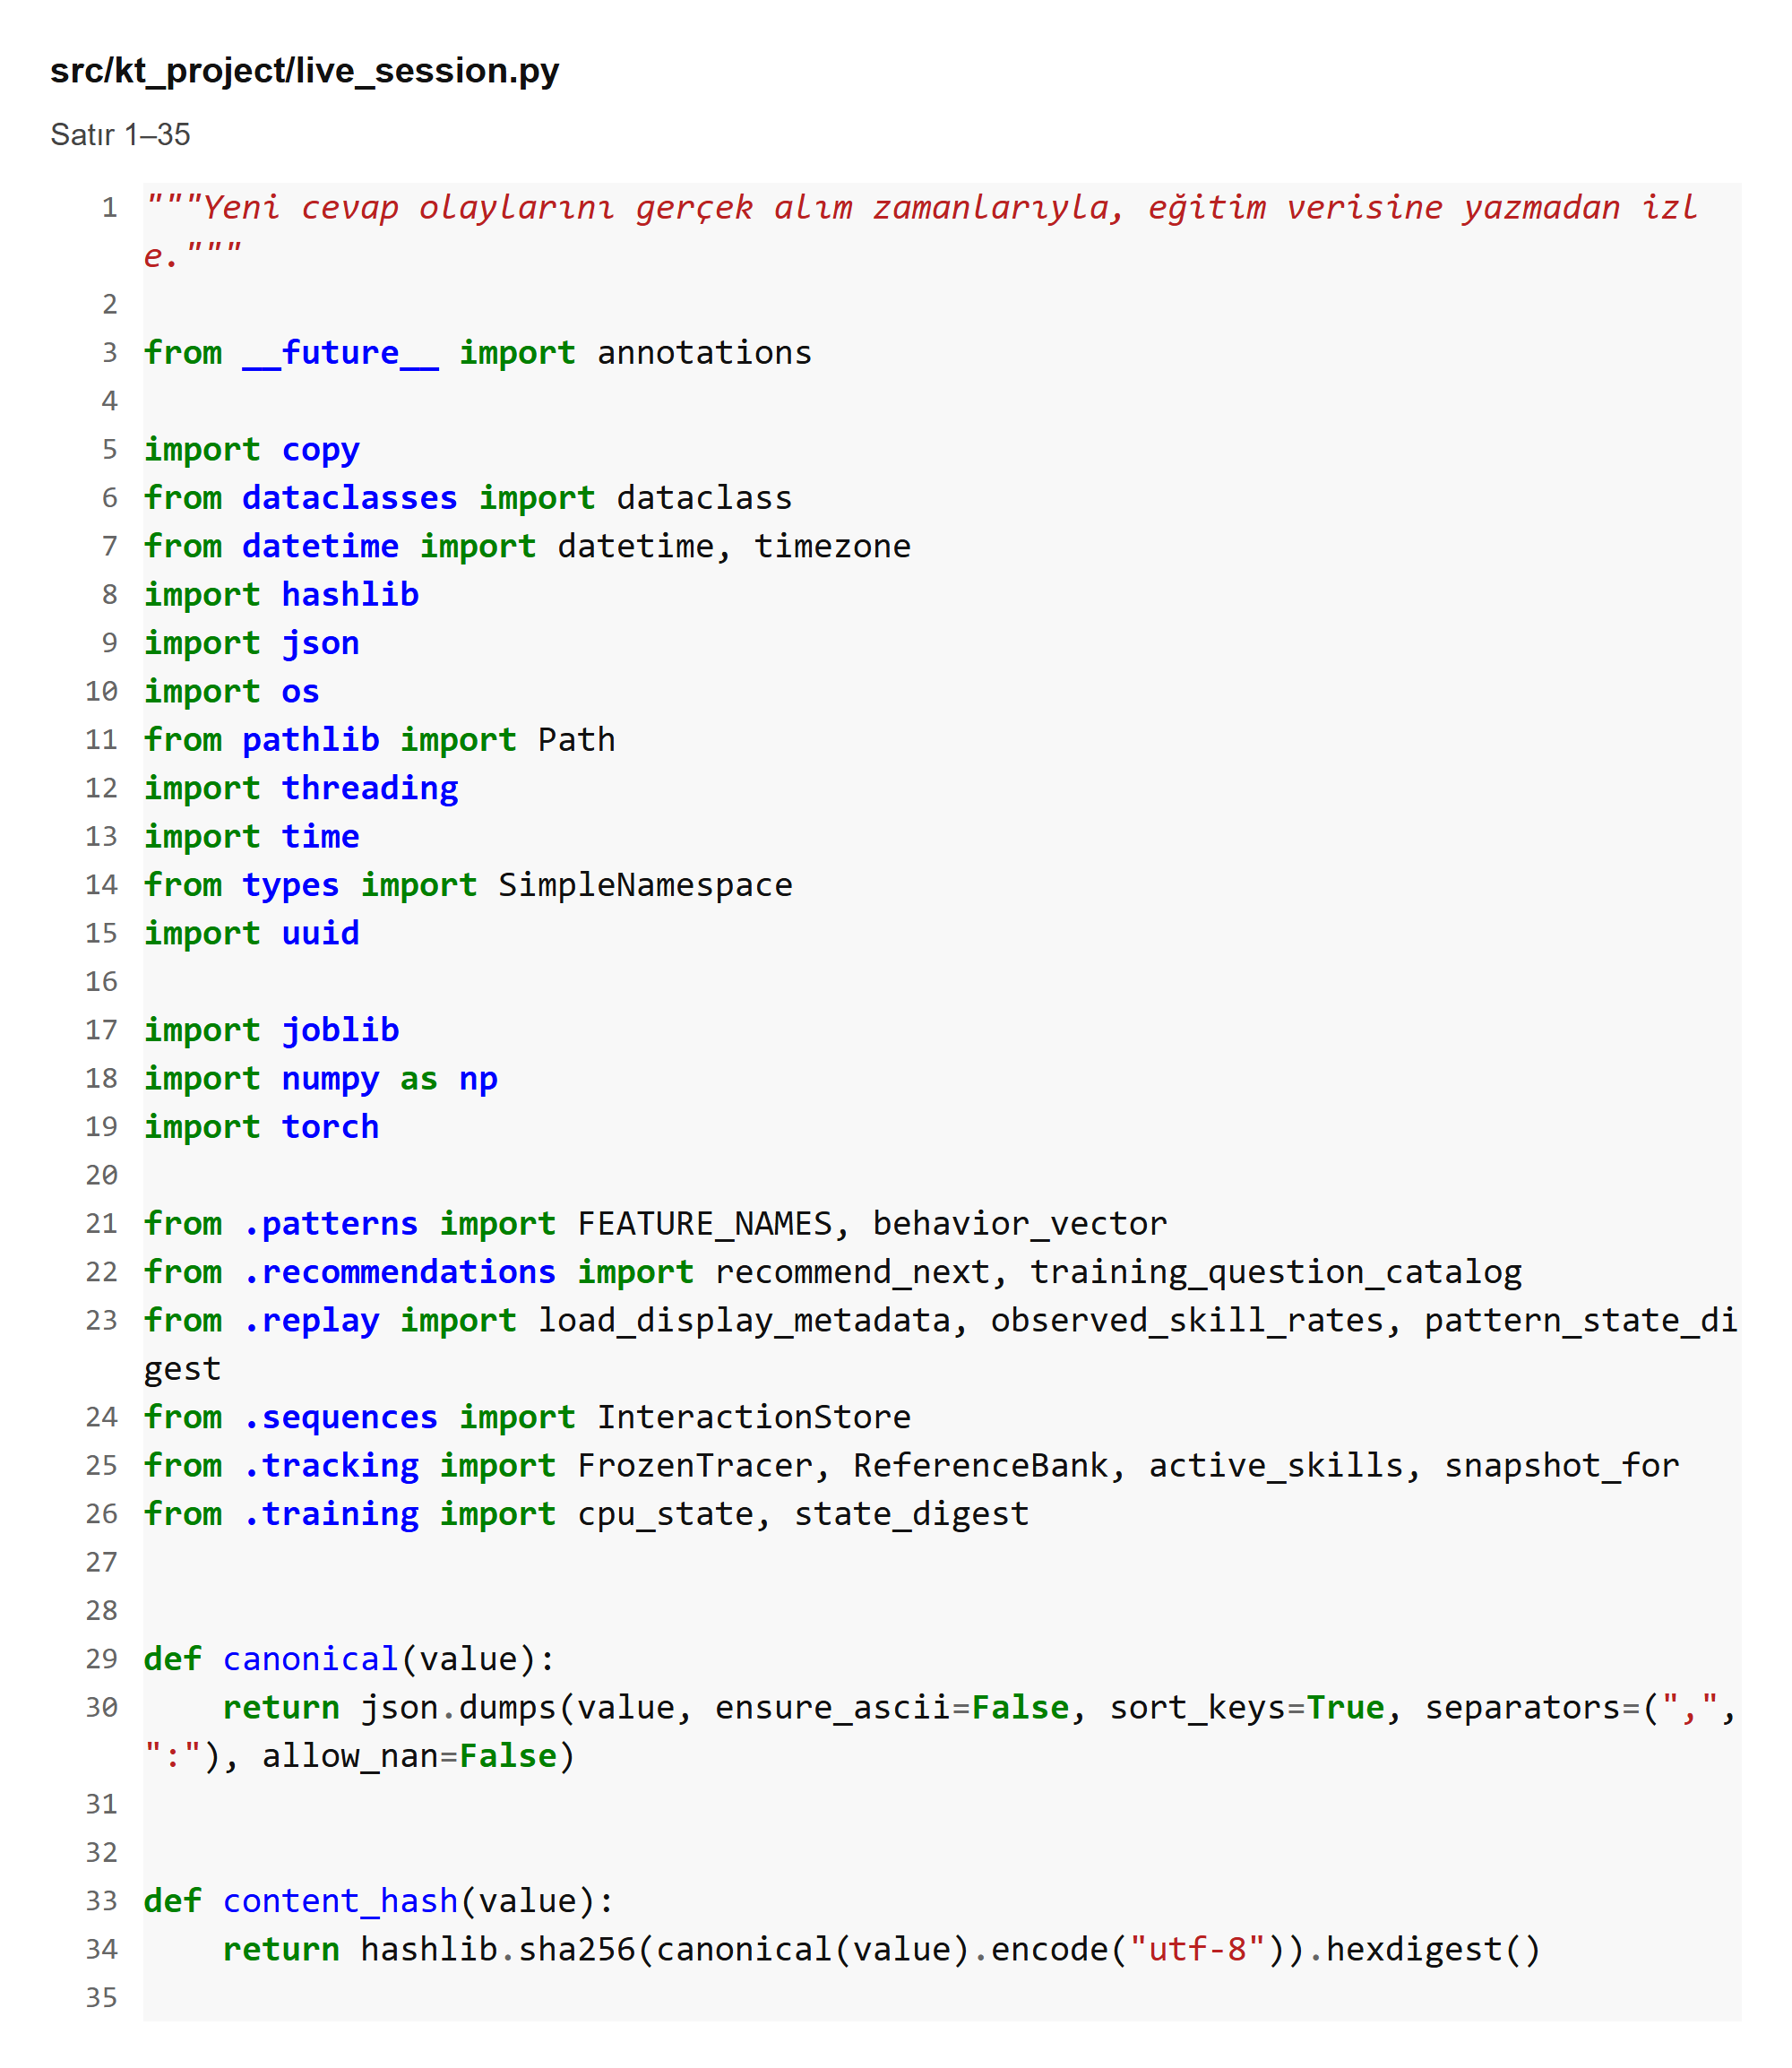 src/kt_project/live_session.py
Satır 1–35
1 """Yeni cevap olaylarını gerçek alım zamanlarıyla, eğitim verisine yazmadan izl
e."""
2
3 from __future__ import annotations
4
5 import copy
6 from dataclasses import dataclass
7 from datetime import datetime, timezone
8 import hashlib
9 import json
10 import os
11 from pathlib import Path
12 import threading
13 import time
14 from types import SimpleNamespace
15 import uuid
16
17 import joblib
18 import numpy as np
19 import torch
20
21 from .patterns import FEATURE_NAMES, behavior_vector
22 from .recommendations import recommend_next, training_question_catalog
23 from .replay import load_display_metadata, observed_skill_rates, pattern_state_di
gest
24 from .sequences import InteractionStore
25 from .tracking import FrozenTracer, ReferenceBank, active_skills, snapshot_for
26 from .training import cpu_state, state_digest
27
28
29 def canonical(value):
30     return json.dumps(value, ensure_ascii=False, sort_keys=True, separators=(",",
":"), allow_nan=False)
31
32
33 def content_hash(value):
34     return hashlib.sha256(canonical(value).encode("utf-8")).hexdigest()
35